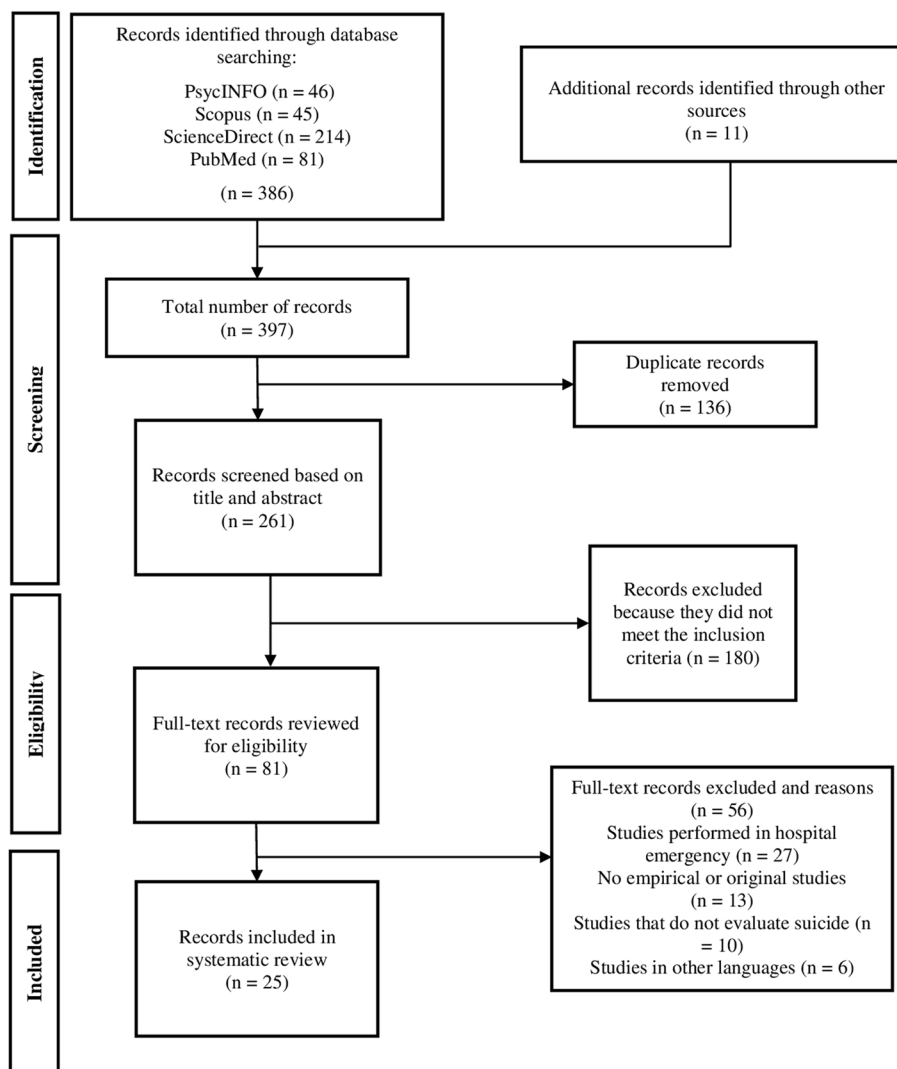 Identification
Records identified through database
searching:
PsycINFO (n = 46)
Scopus (n = 45)
ScienceDirect (n = 214)
PubMed (n = 81)
(n = 386)
Additional records identified through other
sources
(n = 11)
Screening
Total number of records
(n = 397)
Duplicate records
removed
(n = 136)
Records screened based on
title and abstract
(n = 261)
Records excluded
because they did not
meet the inclusion
criteria (n = 180)
Eligibility
Full-text records reviewed
for eligibility
(n = 81)
Full-text records excluded and reasons
(n = 56)
Studies performed in hospital
emergency (n = 27)
No empirical or original studies
(n = 13)
Studies that do not evaluate suicide (n
= 10)
Studies in other languages (n = 6)
Included
Records included in
systematic review
(n = 25)